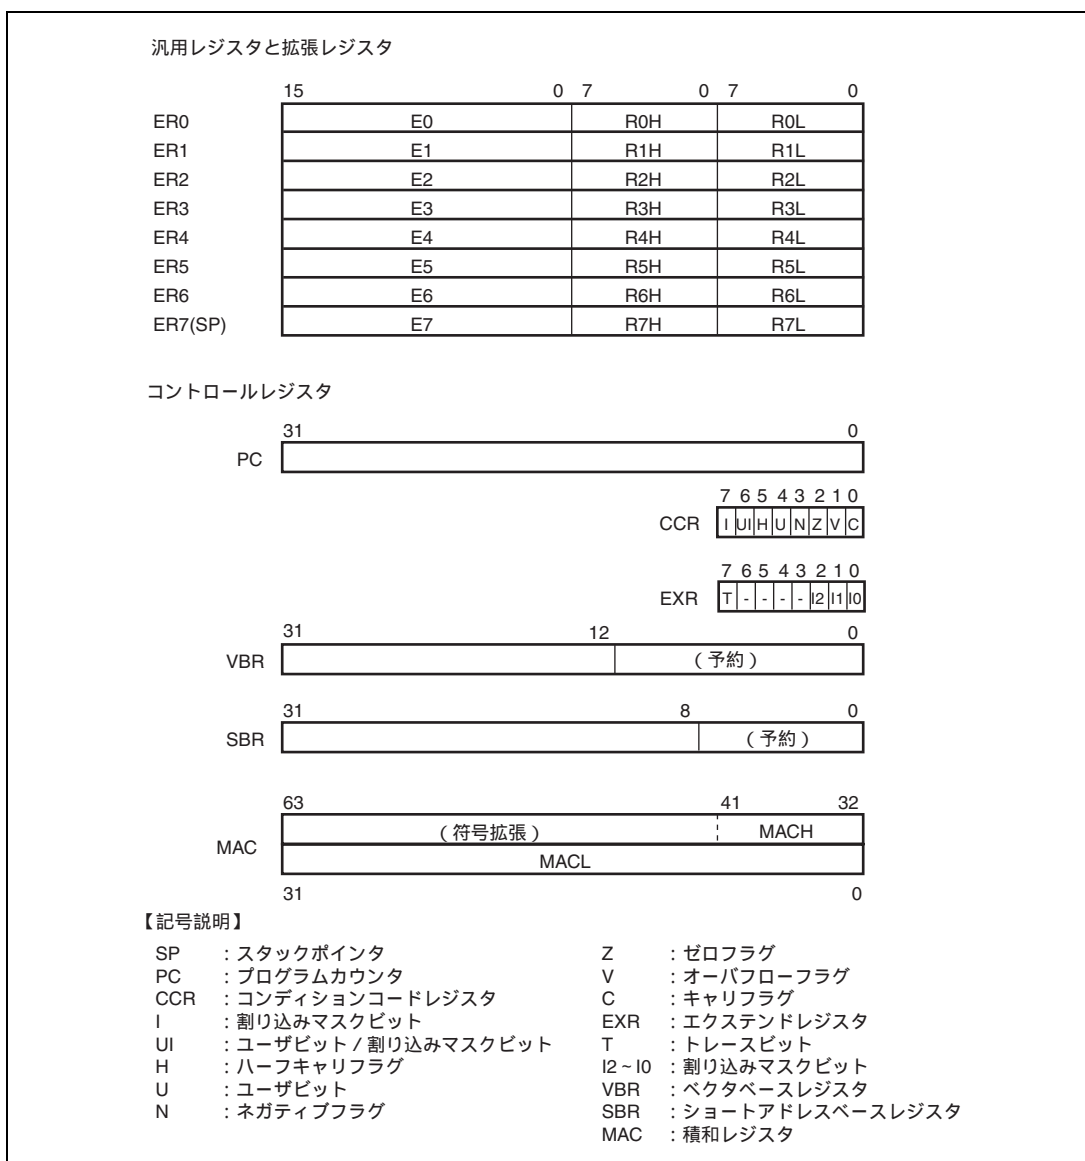 汎用レジスタと拡張レジスタ
15 0 7 0 7 0
ER0 E0 R0H R0L
ER1 E1 R1H R1L
ER2 E2 R2H R2L
ER3 E3 R3H R3L
ER4 E4 R4H R4L
ER5 E5 R5H R5L
ER6 E6 R6H R6L
ER7(SP) E7 R7H R7L
コントロールレジスタ
31 0
PC
7 6 5 4 3 2 1 0
CCR I UI H U N Z V C
7 6 5 4 3 2 1 0
EXR T - - - - I2 I1 I0
31 12 0
VBR (予約)
31 8 0
SBR (予約)
63 41 32
(符号拡張) MACH
MAC
MACL
31 0
【記号説明】
SP :スタックポインタ
PC :プログラムカウンタ
CCR :コンディションコードレジスタ
I :割り込みマスクビット
UI :ユーザビット / 割り込みマスクビット
H :ハーフキャリフラグ
U :ユーザビット
N :ネガティブフラグ
Z :ゼロフラグ
V :オーバフローフラグ
C :キャリフラグ
EXR :エクステンドレジスタ
T :トレースビット
I2~I0 :割り込みマスクビット
VBR :ベクタベースレジスタ
SBR :ショートアドレスベースレジスタ
MAC :積和レジスタ